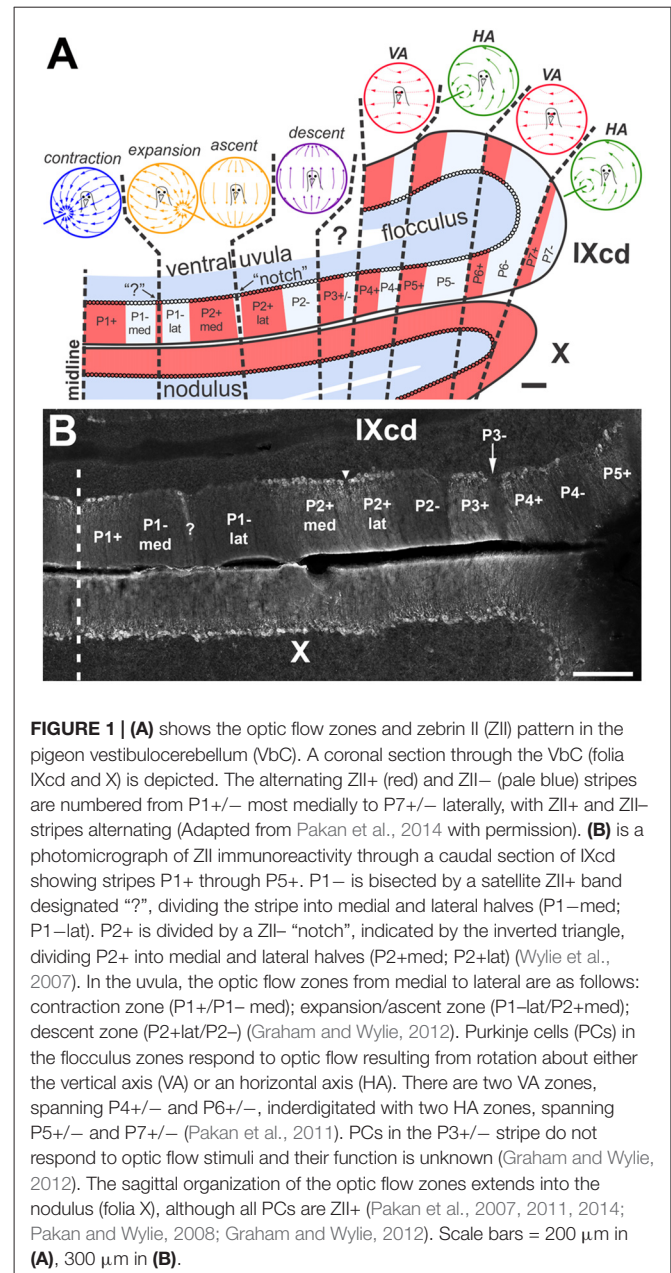 A
VA
HA
VA
HA
contraction
expansion
ascent
descent
?
flocculus
IXcd
ventral uvula
"?"
"notch"
P1+
P1-
med
P1-
lat
P2+
med
P2+
lat
P2-
P3+/-
P4+
P4-
P5+
P5-
P6+
P6-
P7+
P7-
midline
nodulus
X
B
IXcd
P3-
P1+
P1-
med
?
P1-
lat
P2+
med
P2+
lat
P2-
P3+
P4+
P4-
P5+
X
FIGURE 1 | (A) shows the optic flow zones and zebrin II (ZII) pattern in the
pigeon vestibulocerebellum (VbC). A coronal section through the VbC (folia
IXcd and X) is depicted. The alternating ZII+ (red) and ZII− (pale blue) stripes
are numbered from P1+/− most medially to P7+/− laterally, with ZII+ and ZII–
stripes alternating (Adapted from Pakan et al., 2014 with permission). (B) is a
photomicrograph of ZII immunoreactivity through a caudal section of IXcd
showing stripes P1+ through P5+. P1− is bisected by a satellite ZII+ band
designated “?”, dividing the stripe into medial and lateral halves (P1−med;
P1−lat). P2+ is divided by a ZII– “notch”, indicated by the inverted triangle,
dividing P2+ into medial and lateral halves (P2+med; P2+lat) (Wylie et al.,
2007). In the uvula, the optic flow zones from medial to lateral are as follows:
contraction zone (P1+/P1− med); expansion/ascent zone (P1–lat/P2+med);
descent zone (P2+lat/P2–) (Graham and Wylie, 2012). Purkinje cells (PCs) in
the flocculus zones respond to optic flow resulting from rotation about either
the vertical axis (VA) or an horizontal axis (HA). There are two VA zones,
spanning P4+/− and P6+/−, inderdigitated with two HA zones, spanning
P5+/− and P7+/− (Pakan et al., 2011). PCs in the P3+/− stripe do not
respond to optic flow stimuli and their function is unknown (Graham and Wylie,
2012). The sagittal organization of the optic flow zones extends into the
nodulus (folia X), although all PCs are ZII+ (Pakan et al., 2007, 2011, 2014;
Pakan and Wylie, 2008; Graham and Wylie, 2012). Scale bars = 200 μm in
(A), 300 μm in (B).